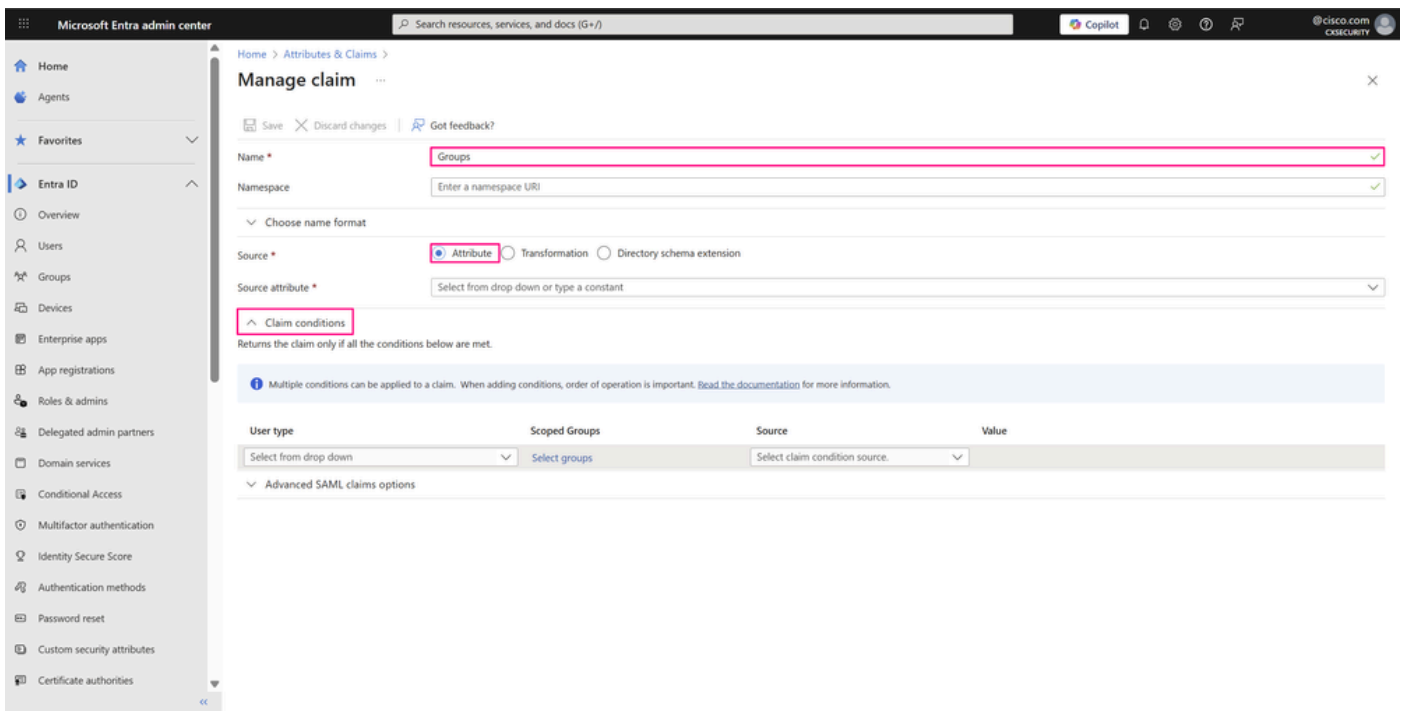 Microsoft Entra admin center
Search resources, services, and docs (G+/)
Copilot
@cisco.com
CXSECURITY
Home
Agents
Favorites
Entra ID
Overview
Users
Groups
Devices
Enterprise apps
App registrations
Roles & admins
Delegated admin partners
Domain services
Conditional Access
Multifactor authentication
Identity Secure Score
Authentication methods
Password reset
Custom security attributes
Certificate authorities
Home > Attributes & Claims >
Manage claim ...
Save Discard changes Got feedback?
Name * Groups
Namespace Enter a namespace URI
Choose name format
Source * Attribute Transformation Directory schema extension
Source attribute * Select from drop down or type a constant
Claim conditions
Returns the claim only if all the conditions below are met.
Multiple conditions can be applied to a claim. When adding conditions, order of operation is important. Read the documentation for more information.
User type Scoped Groups Source Value
Select from drop down Select groups Select claim condition source.
Advanced SAML claims options